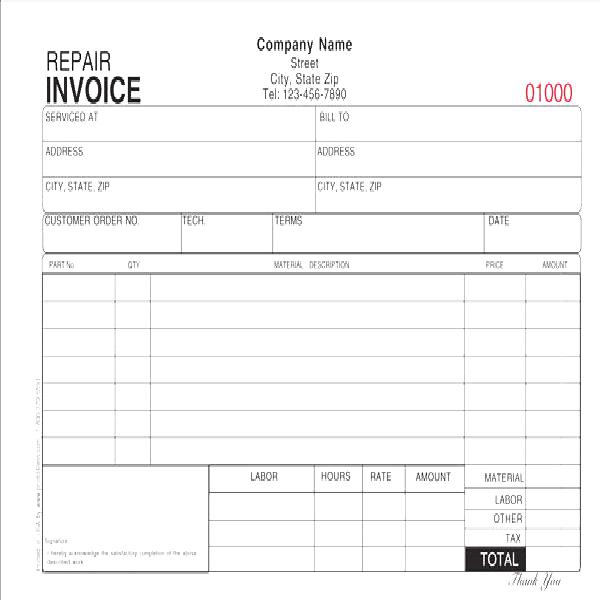 REPAIR
INVOICE
Company Name
Street
City, State Zip
Tel: 123-456-7890
01000
SERVICED AT
BILL TO
ADDRESS
ADDRESS
CITY, STATE, ZIP
CITY, STATE, ZIP
CUSTOMER ORDER NO.
TECH.
TERMS
DATE
PART No
QTY
MATERIAL DESCRIPTION
PRICE
AMOUNT
LABOR
HOURS
RATE
AMOUNT
MATERIAL
LABOR
OTHER
TAX
TOTAL
Signature
I hereby acknowledge the satisfactory completion of the above
described work
Thank You